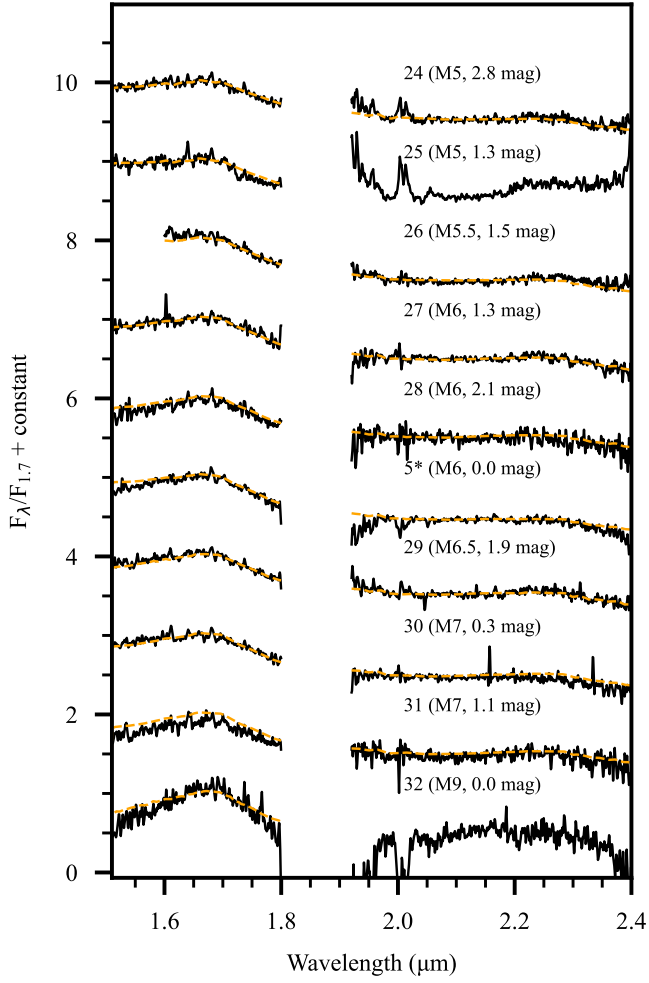 10
8
6
4
2
0
24 (M5, 2.8 mag)
25 (M5, 1.3 mag)
26 (M5.5, 1.5 mag)
27 (M6, 1.3 mag)
28 (M6, 2.1 mag)
5* (M6, 0.0 mag)
29 (M6.5, 1.9 mag)
30 (M7, 0.3 mag)
31 (M7, 1.1 mag)
32 (M9, 0.0 mag)
1.6 1.8 2.0 2.2 2.4
Wavelength (μm)
Fλ/F1.7 + constant